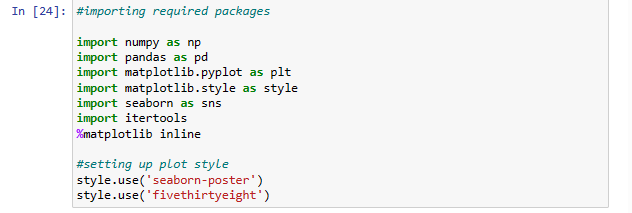 In [24]: #importing required packages
import numpy as np
import pandas as pd
import matplotlib.pyplot as plt
import matplotlib.style as style
import seaborn as sns
import itertools
%matplotlib inline
#setting up plot style
style.use('seaborn-poster')
style.use('fivethirtyeight')